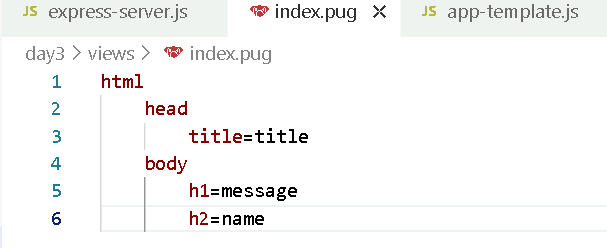 JS express-server.js index.pug × JS app-template.js
day3 > views > index.pug
1 html
2 head
3 title=title
4 body
5 h1=message
6 h2=name